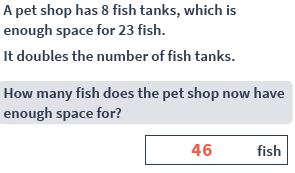 A pet shop has 8 fish tanks, which is
enough space for 23 fish.
It doubles the number of fish tanks.
How many fish does the pet shop now have
enough space for?
46 fish